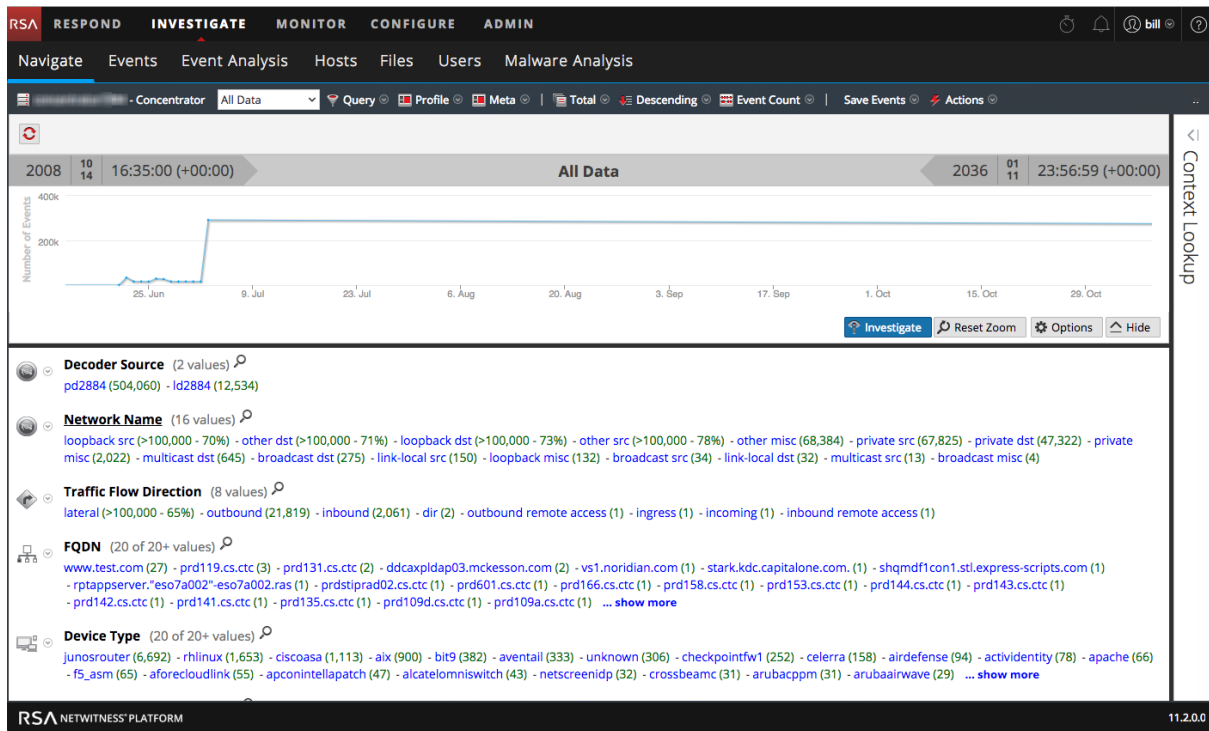 RSA RESPOND INVESTIGATE MONITOR CONFIGURE ADMIN bill ?
Navigate Events Event Analysis Hosts Files Users Malware Analysis
- Concentrator All Data Query Profile Meta | Total Descending Event Count | Save Events Actions ..
Context Lookup
2008 10 14 16:35:00 (+00:00) All Data 2036 01 11 23:56:59 (+00:00)
Number of Events
400k
200k
25. Jun 9. Jul 23. Jul 6. Aug 20. Aug 3. Sep 17. Sep 1. Oct 15. Oct 29. Oct
Investigate Reset Zoom Options Hide
Decoder Source (2 values)
pd2884 (504,060) - ld2884 (12,534)
Network Name (16 values)
loopback src (>100,000 - 70%) - other dst (>100,000 - 71%) - loopback dst (>100,000 - 73%) - other src (>100,000 - 78%) - other misc (68,384) - private src (67,825) - private dst (47,322) - private
misc (2,022) - multicast dst (645) - broadcast dst (275) - link-local src (150) - loopback misc (132) - broadcast src (34) - link-local dst (32) - multicast src (13) - broadcast misc (4)
Traffic Flow Direction (8 values)
lateral (>100,000 - 65%) - outbound (21,819) - inbound (2,061) - dir (2) - outbound remote access (1) - ingress (1) - incoming (1) - inbound remote access (1)
FQDN (20 of 20+ values)
www.test.com (27) - prd119.cs.ctc (3) - prd131.cs.ctc (2) - ddcaxpldap03.mckesson.com (2) - vs1.noridian.com (1) - stark.kdc.capitalone.com. (1) - shqmdf1con1.stl.express-scripts.com (1)
- rptappserver."eso7a002"-eso7a002.ras (1) - prdstiprad02.cs.ctc (1) - prd601.cs.ctc (1) - prd166.cs.ctc (1) - prd158.cs.ctc (1) - prd153.cs.ctc (1) - prd144.cs.ctc (1) - prd143.cs.ctc (1)
- prd142.cs.ctc (1) - prd141.cs.ctc (1) - prd135.cs.ctc (1) - prd109d.cs.ctc (1) - prd109a.cs.ctc (1) ... show more
Device Type (20 of 20+ values)
junosrouter (6,692) - rhlinux (1,653) - ciscoasa (1,113) - aix (900) - bit9 (382) - aventail (333) - unknown (306) - checkpointfw1 (252) - celerra (158) - airdefense (94) - actividentity (78) - apache (66)
- f5_asm (65) - aforecloudlink (55) - apconintellapatch (47) - alcatelomniswitch (43) - netscreenidp (32) - crossbeamc (31) - arubacppm (31) - arubaairwave (29) ... show more
RSA NETWITNESS® PLATFORM 11.2.0.0